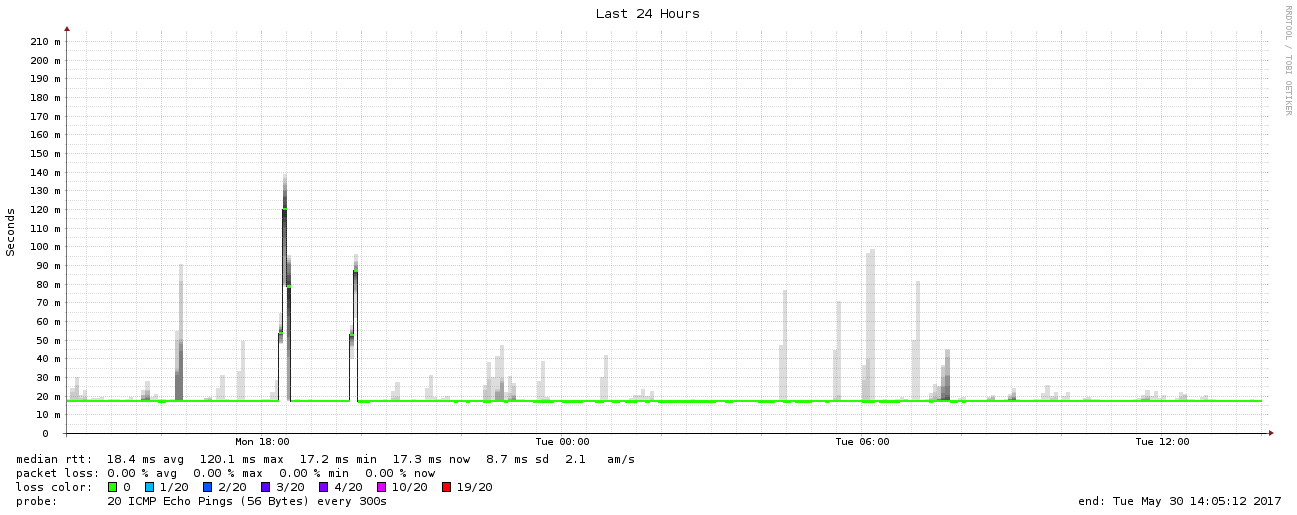 Last 24 Hours
RRDTOOL / TOBI OETIKER
210 m
200 m
190 m
180 m
170 m
160 m
150 m
140 m
130 m
120 m
110 m
100 m
90 m
80 m
70 m
60 m
50 m
40 m
30 m
20 m
10 m
0
Seconds
Mon 18:00 Tue 00:00 Tue 06:00 Tue 12:00
median rtt: 18.4 ms avg 120.1 ms max 17.2 ms min 17.3 ms now 8.7 ms sd 2.1 am/s
packet loss: 0.00 % avg 0.00 % max 0.00 % min 0.00 % now
loss color: 0 1/20 2/20 3/20 4/20 10/20 19/20
probe: 20 ICMP Echo Pings (56 Bytes) every 300s end: Tue May 30 14:05:12 2017